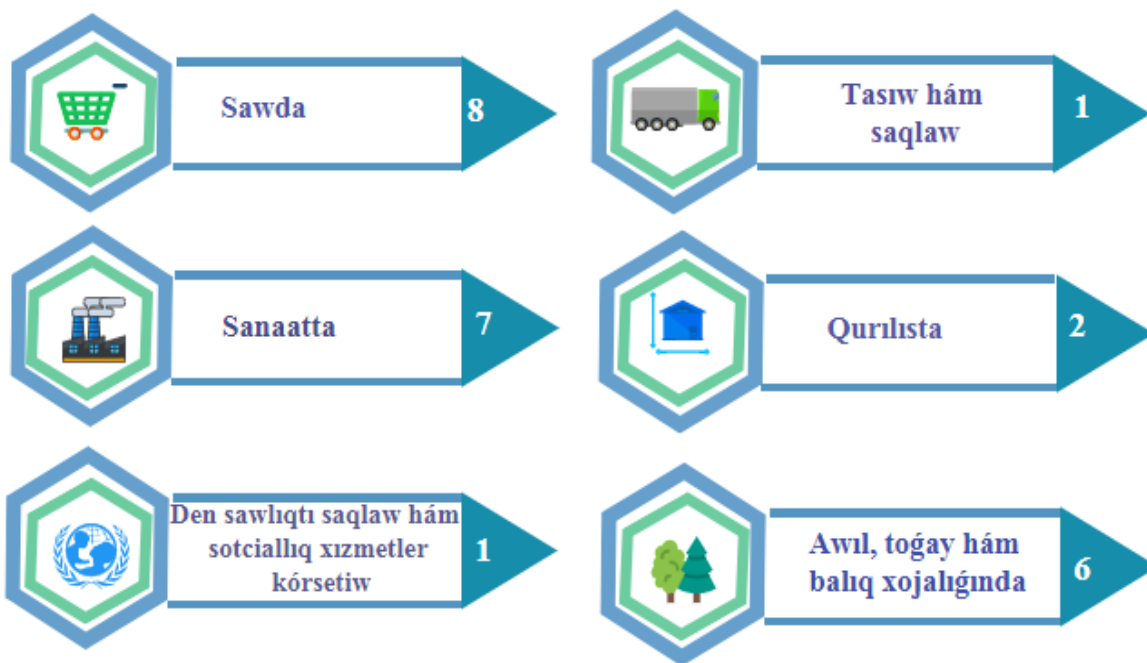 Sawda
8
Tasıw hám
saqlaw
1
Sanaatta
7
Qurılısta
2
Den sawlıqtı saqlaw hám
sotciallıq xızmetler
kórsetiw
1
Awıl, toǵay hám
balıq xojalıǵında
6